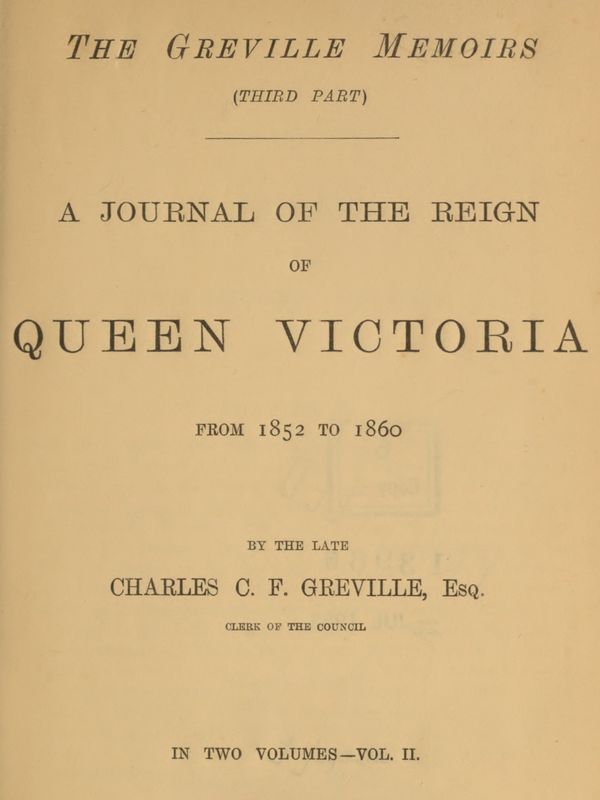 THE GREVILLE MEMOIRS
(THIRD PART)
A JOURNAL OF THE REIGN
OF
QUEEN VICTORIA
FROM 1852 TO 1860
BY THE LATE
CHARLES C. F. GREVILLE, ESQ.
CLERK OF THE COUNCIL
IN TWO VOLUMES—VOL. II.